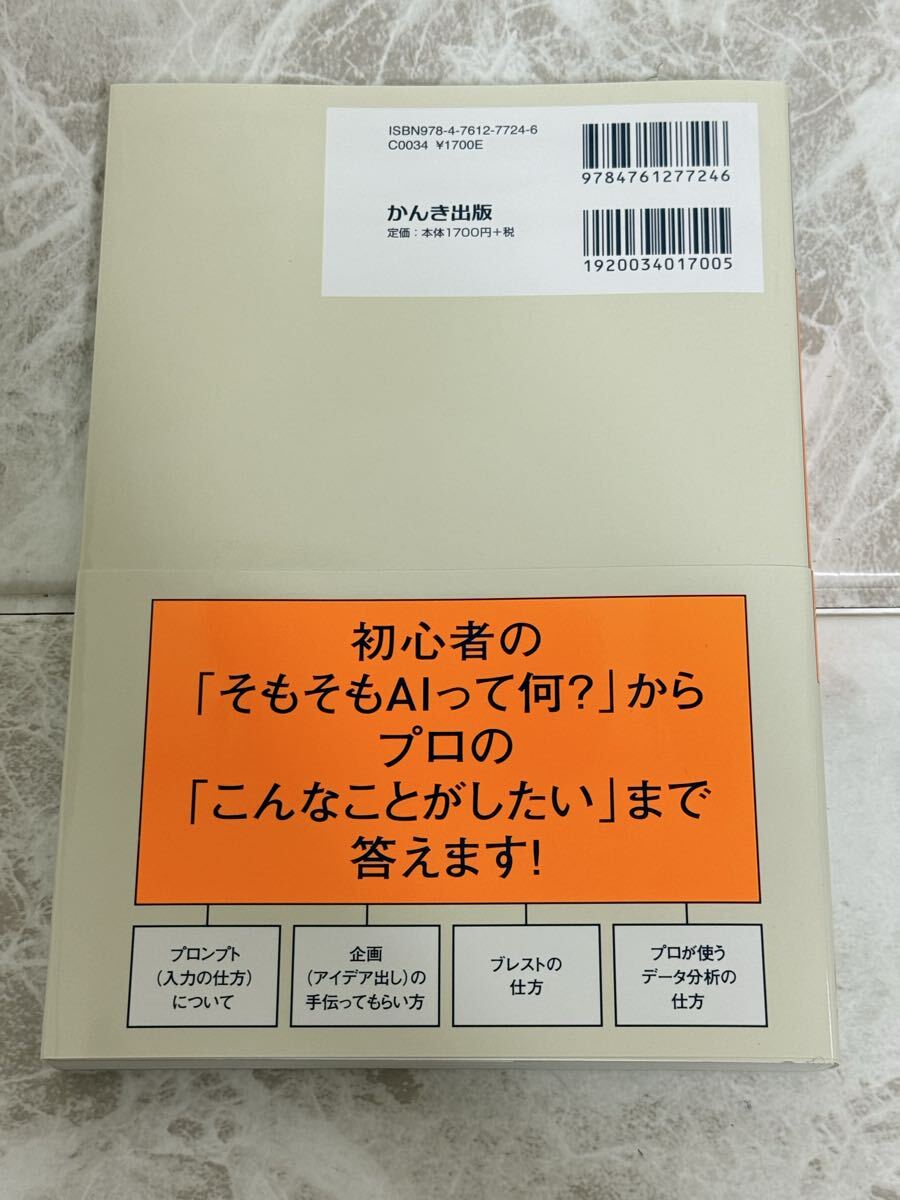 ISBN978-4-7612-7724-6
C0034 ¥1700E
9784761277246
かんき出版
定価：本体1700円+税
1920034017005
初心者の
「そもそもAIって何?」から
プロの
「こんなことがしたい」まで
答えます!
プロンプト
(入力の仕方)
について
企画
(アイデア出し)の
手伝ってもらい方
ブレストの
仕方
プロが使う
データ分析の
仕方